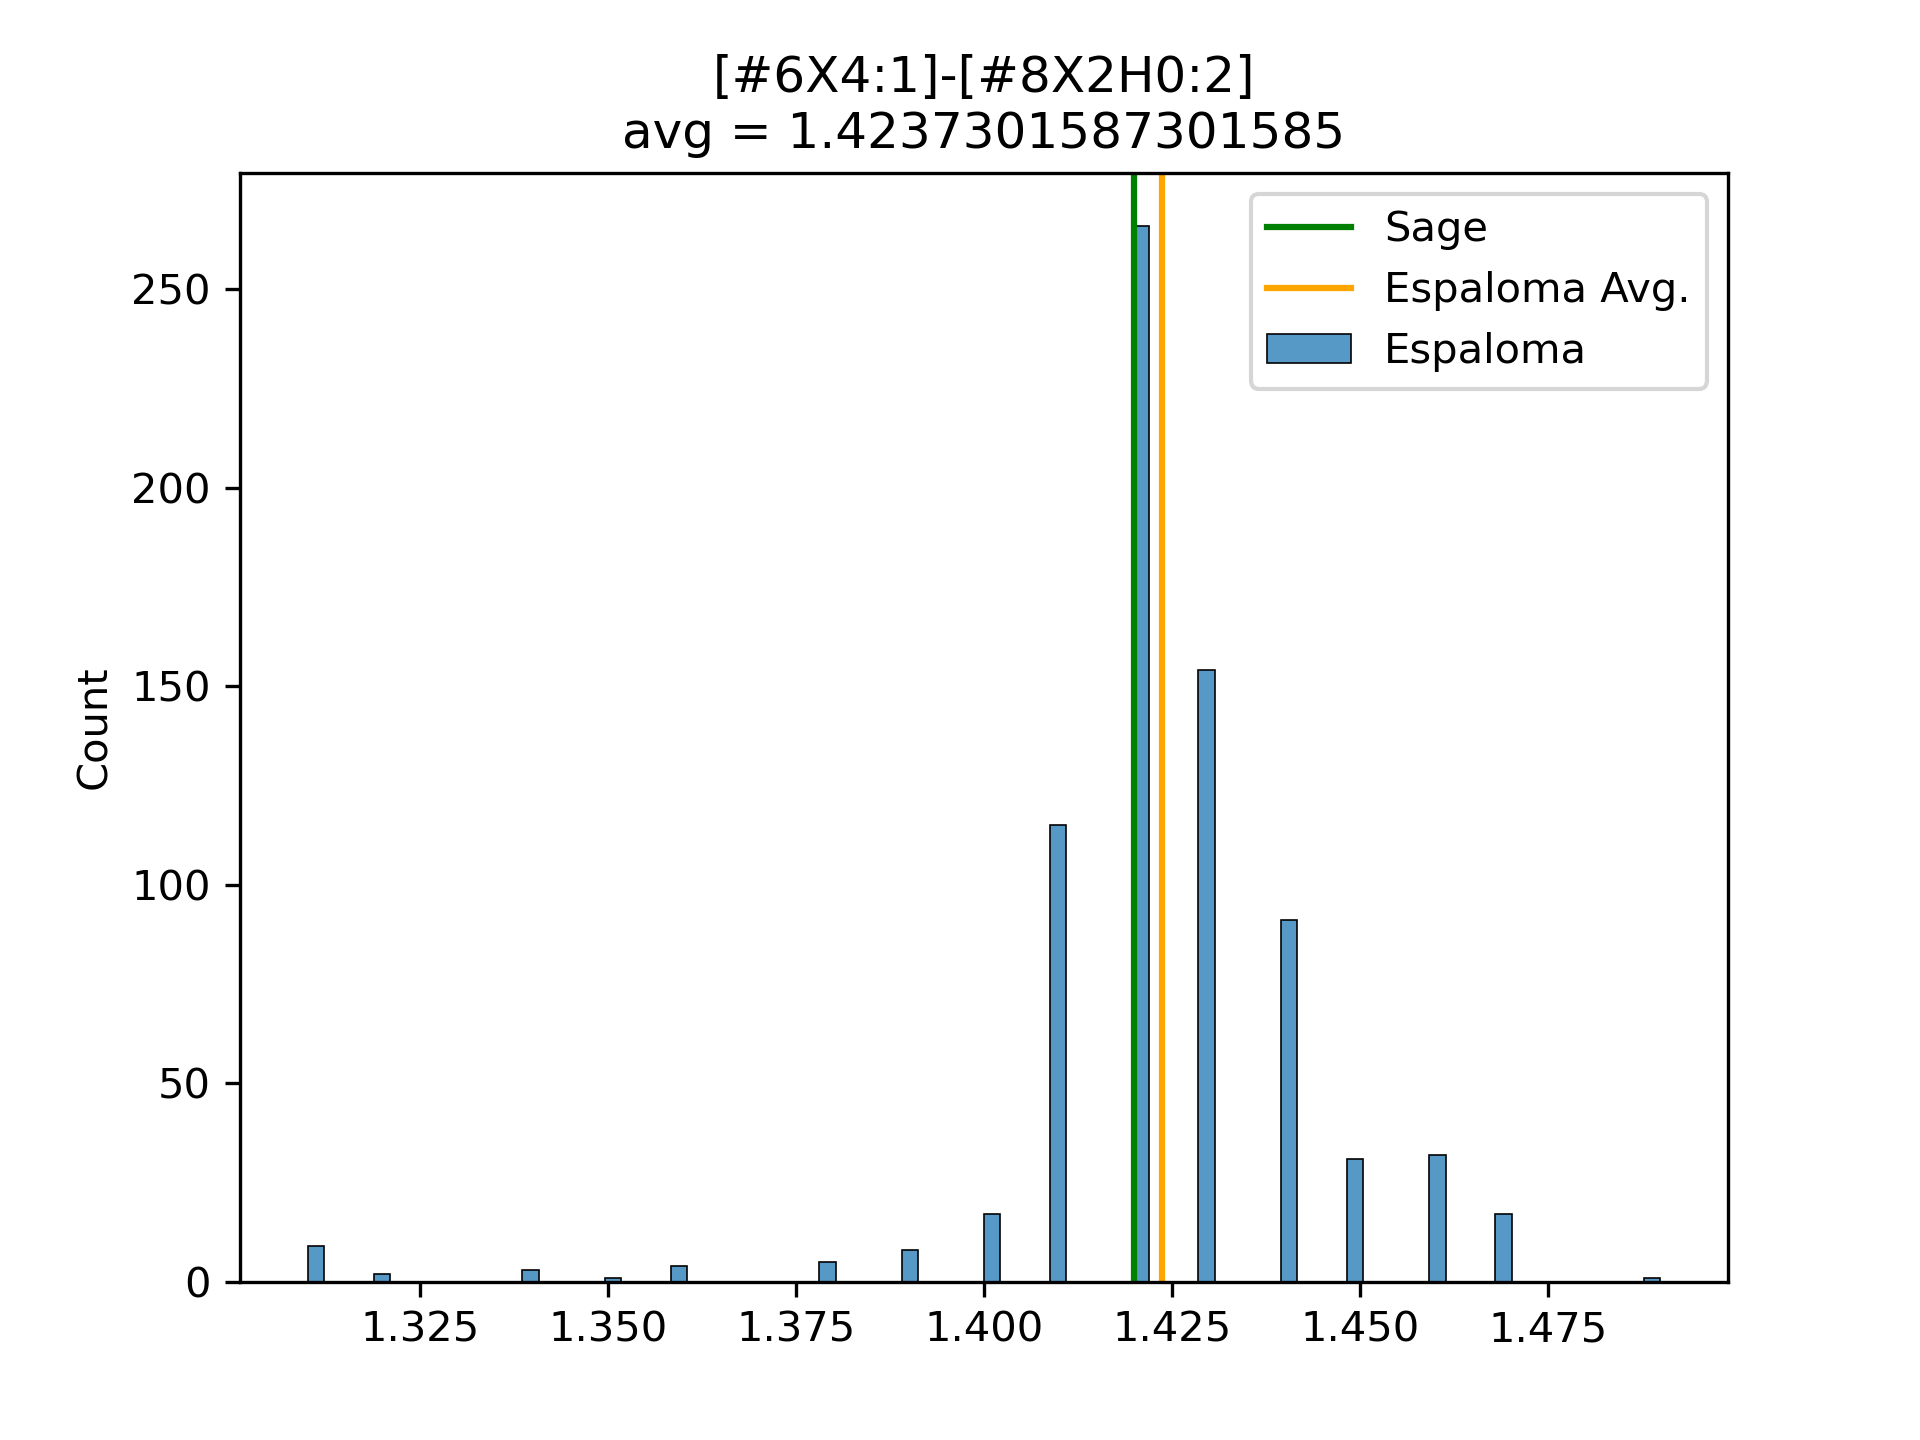 [#6X4:1]-[#8X2H0:2]
avg = 1.4237301587301585
Sage
Espaloma Avg.
Espaloma
Count
250
200
150
100
50
0
1.325 1.350 1.375 1.400 1.425 1.450 1.475